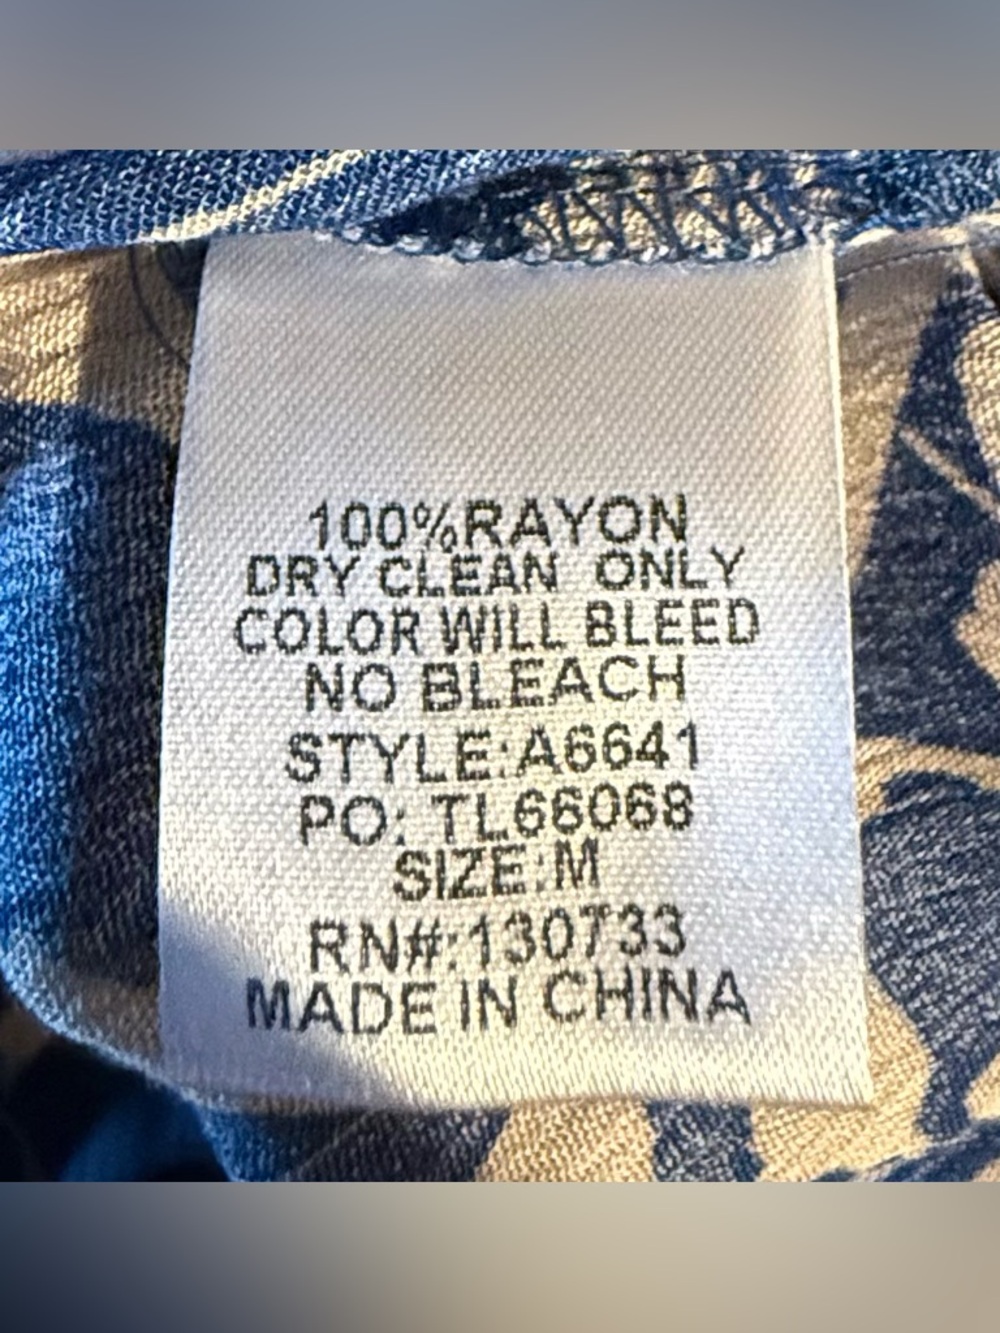 100%RAYON
DRY CLEAN ONLY
COLOR WILL BLEED
NO BLEACH
STYLE:A6641
PO: TL66068
SIZE:M
RN#:130733
MADE IN CHINA